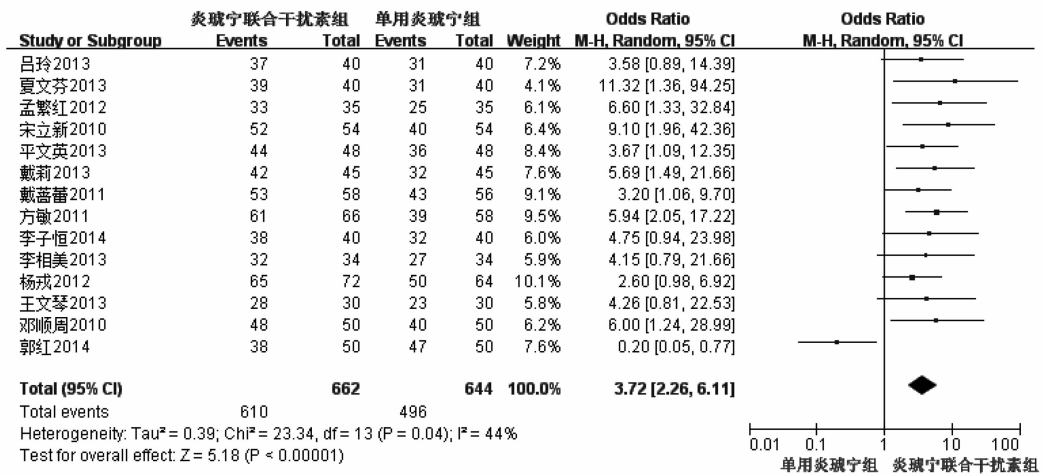 炎琥宁联合干扰素组 单用炎琥宁组 Odds Ratio Odds Ratio
Study or Subgroup Events Total Events Total Weight M-H, Random, 95% CI M-H, Random, 95% CI
吕玲2013 37 40 31 40 7.2% 3.58 [0.89, 14.39]
夏文芬2013 39 40 31 40 4.1% 11.32 [1.36, 94.25]
孟繁红2012 33 35 25 35 6.1% 6.60 [1.33, 32.84]
宋立新2010 52 54 40 54 6.4% 9.10 [1.96, 42.36]
平文英2013 44 48 36 48 8.4% 3.67 [1.09, 12.35]
戴莉2013 42 45 32 45 7.6% 5.69 [1.49, 21.66]
戴蔷蕾2011 53 58 43 56 9.1% 3.20 [1.06, 9.70]
方敏2011 61 66 39 58 9.5% 5.94 [2.05, 17.22]
李子恒2014 38 40 32 40 6.0% 4.75 [0.94, 23.98]
李相美2013 32 34 27 34 5.9% 4.15 [0.79, 21.66]
杨戎2012 65 72 50 64 10.1% 2.60 [0.98, 6.92]
王文琴2013 28 30 23 30 5.8% 4.26 [0.81, 22.53]
邓顺周2010 48 50 40 50 6.2% 6.00 [1.24, 28.99]
郭红2014 38 50 47 50 7.6% 0.20 [0.05, 0.77]
Total (95% CI) 662 644 100.0% 3.72 [2.26, 6.11]
Total events 610 496
Heterogeneity: Tau² = 0.39; Chi² = 23.34, df = 13 (P = 0.04); I² = 44%
Test for overall effect: Z = 5.18 (P < 0.00001)
0.01 0.1 1 10 100
单用炎琥宁组 炎琥宁联合干扰素组